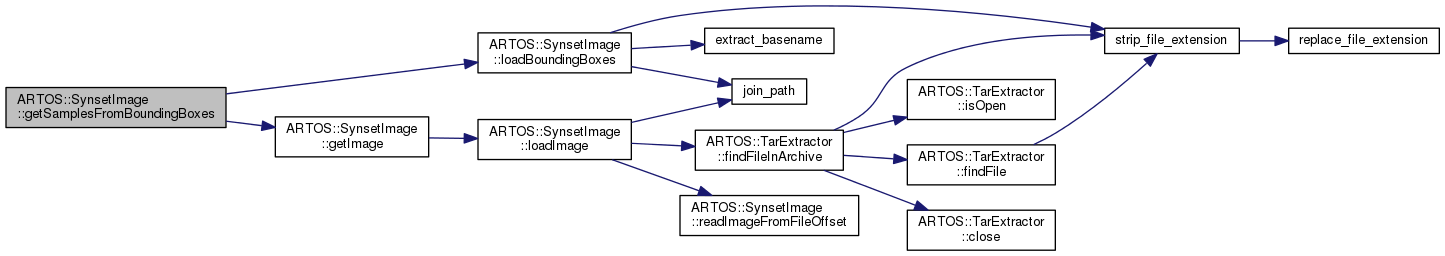 ARTOS::SynsetImage
::getSamplesFromBoundingBoxes
ARTOS::SynsetImage
::loadBoundingBoxes
ARTOS::SynsetImage
::getImage
extract_basename
join_path
ARTOS::SynsetImage
::loadImage
ARTOS::TarExtractor
::findFileInArchive
ARTOS::SynsetImage
::readImageFromFileOffset
strip_file_extension
replace_file_extension
ARTOS::TarExtractor
::isOpen
ARTOS::TarExtractor
::findFile
ARTOS::TarExtractor
::close